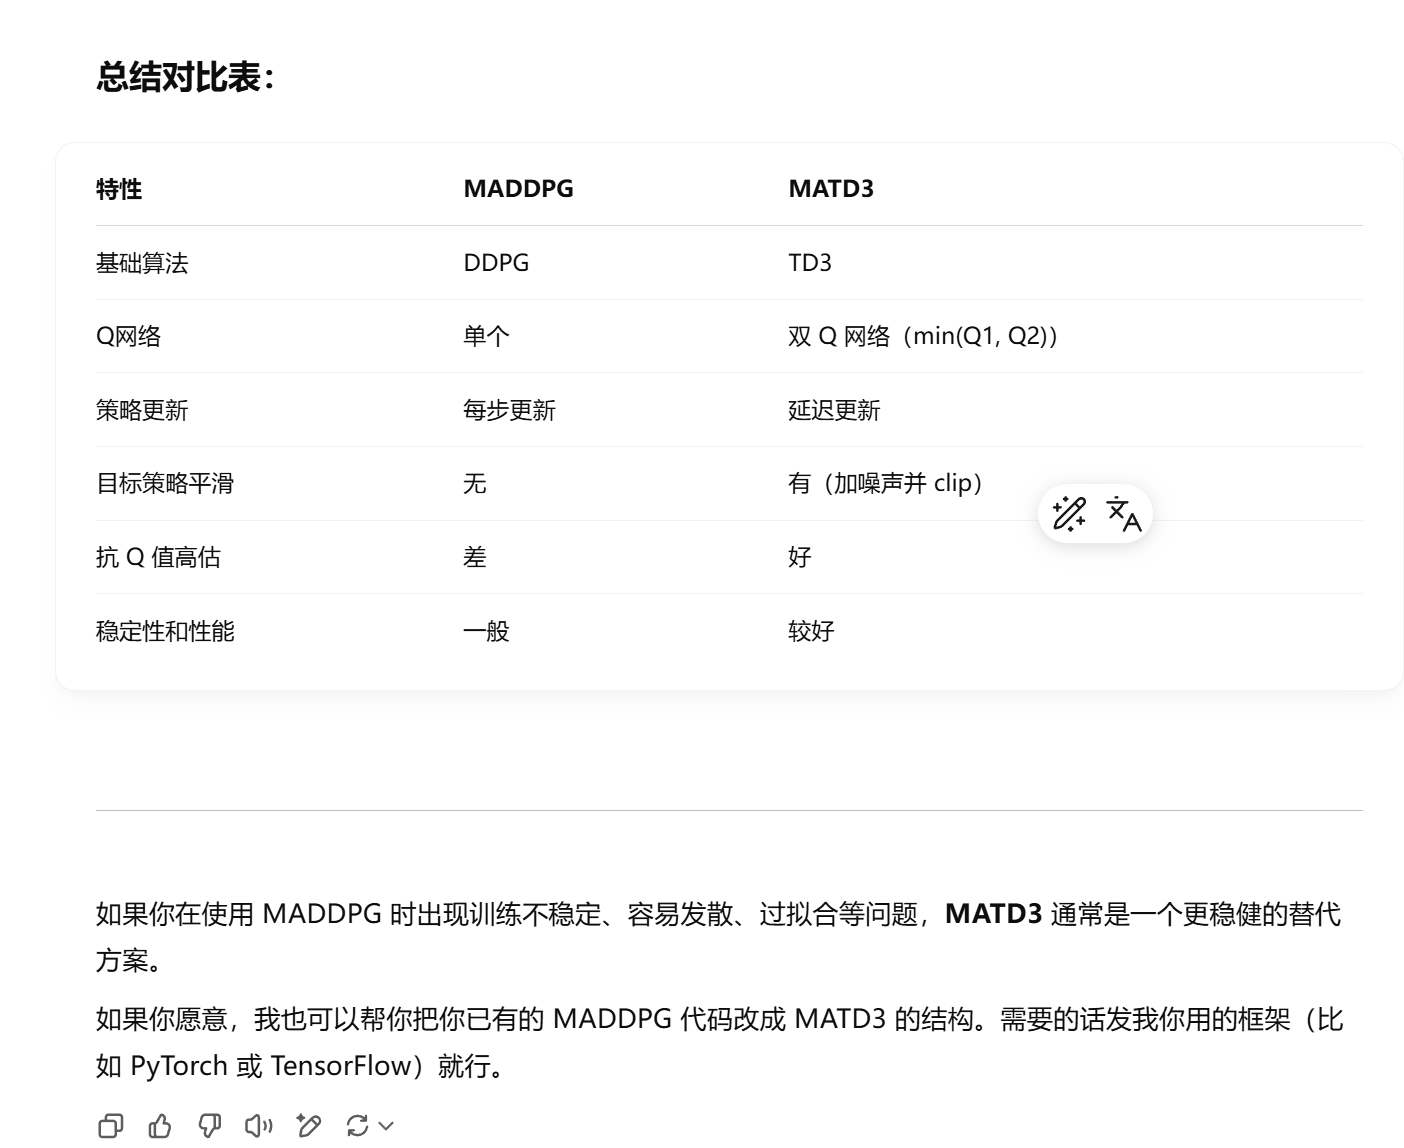 总结对比表：
特性 MADDPG MATD3
基础算法 DDPG TD3
Q网络 单个 双 Q 网络（min(Q1, Q2)）
策略更新 每步更新 延迟更新
目标策略平滑 无 有（加噪声并 clip）
抗 Q 值高估 差 好
稳定性和性能 一般 较好
如果你在使用 MADDPG 时出现训练不稳定、容易发散、过拟合等问题，MATD3 通常是一个更稳健的替代
方案。
如果你愿意，我也可以帮你把你已有的 MADDPG 代码改成 MATD3 的结构。需要的话发我你用的框架（比
如 PyTorch 或 TensorFlow）就行。